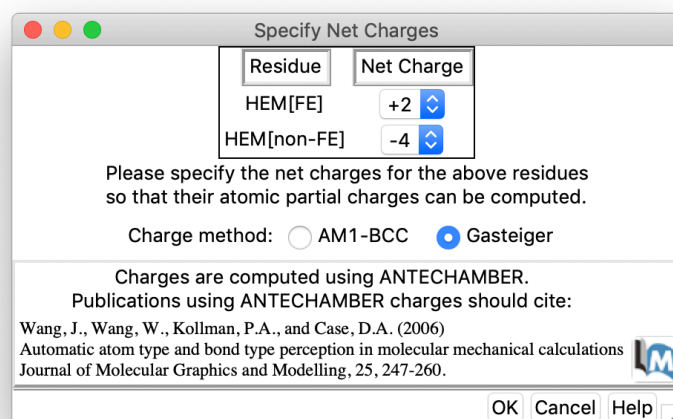 Specify Net Charges
Residue Net Charge
HEM[FE] +2
HEM[non-FE] -4
Please specify the net charges for the above residues
so that their atomic partial charges can be computed.
Charge method: AM1-BCC Gasteiger
Charges are computed using ANTECHAMBER.
Publications using ANTECHAMBER charges should cite:
Wang, J., Wang, W., Kollman, P.A., and Case, D.A. (2006)
Automatic atom type and bond type perception in molecular mechanical calculations
Journal of Molecular Graphics and Modelling, 25, 247-260.
OK Cancel Help